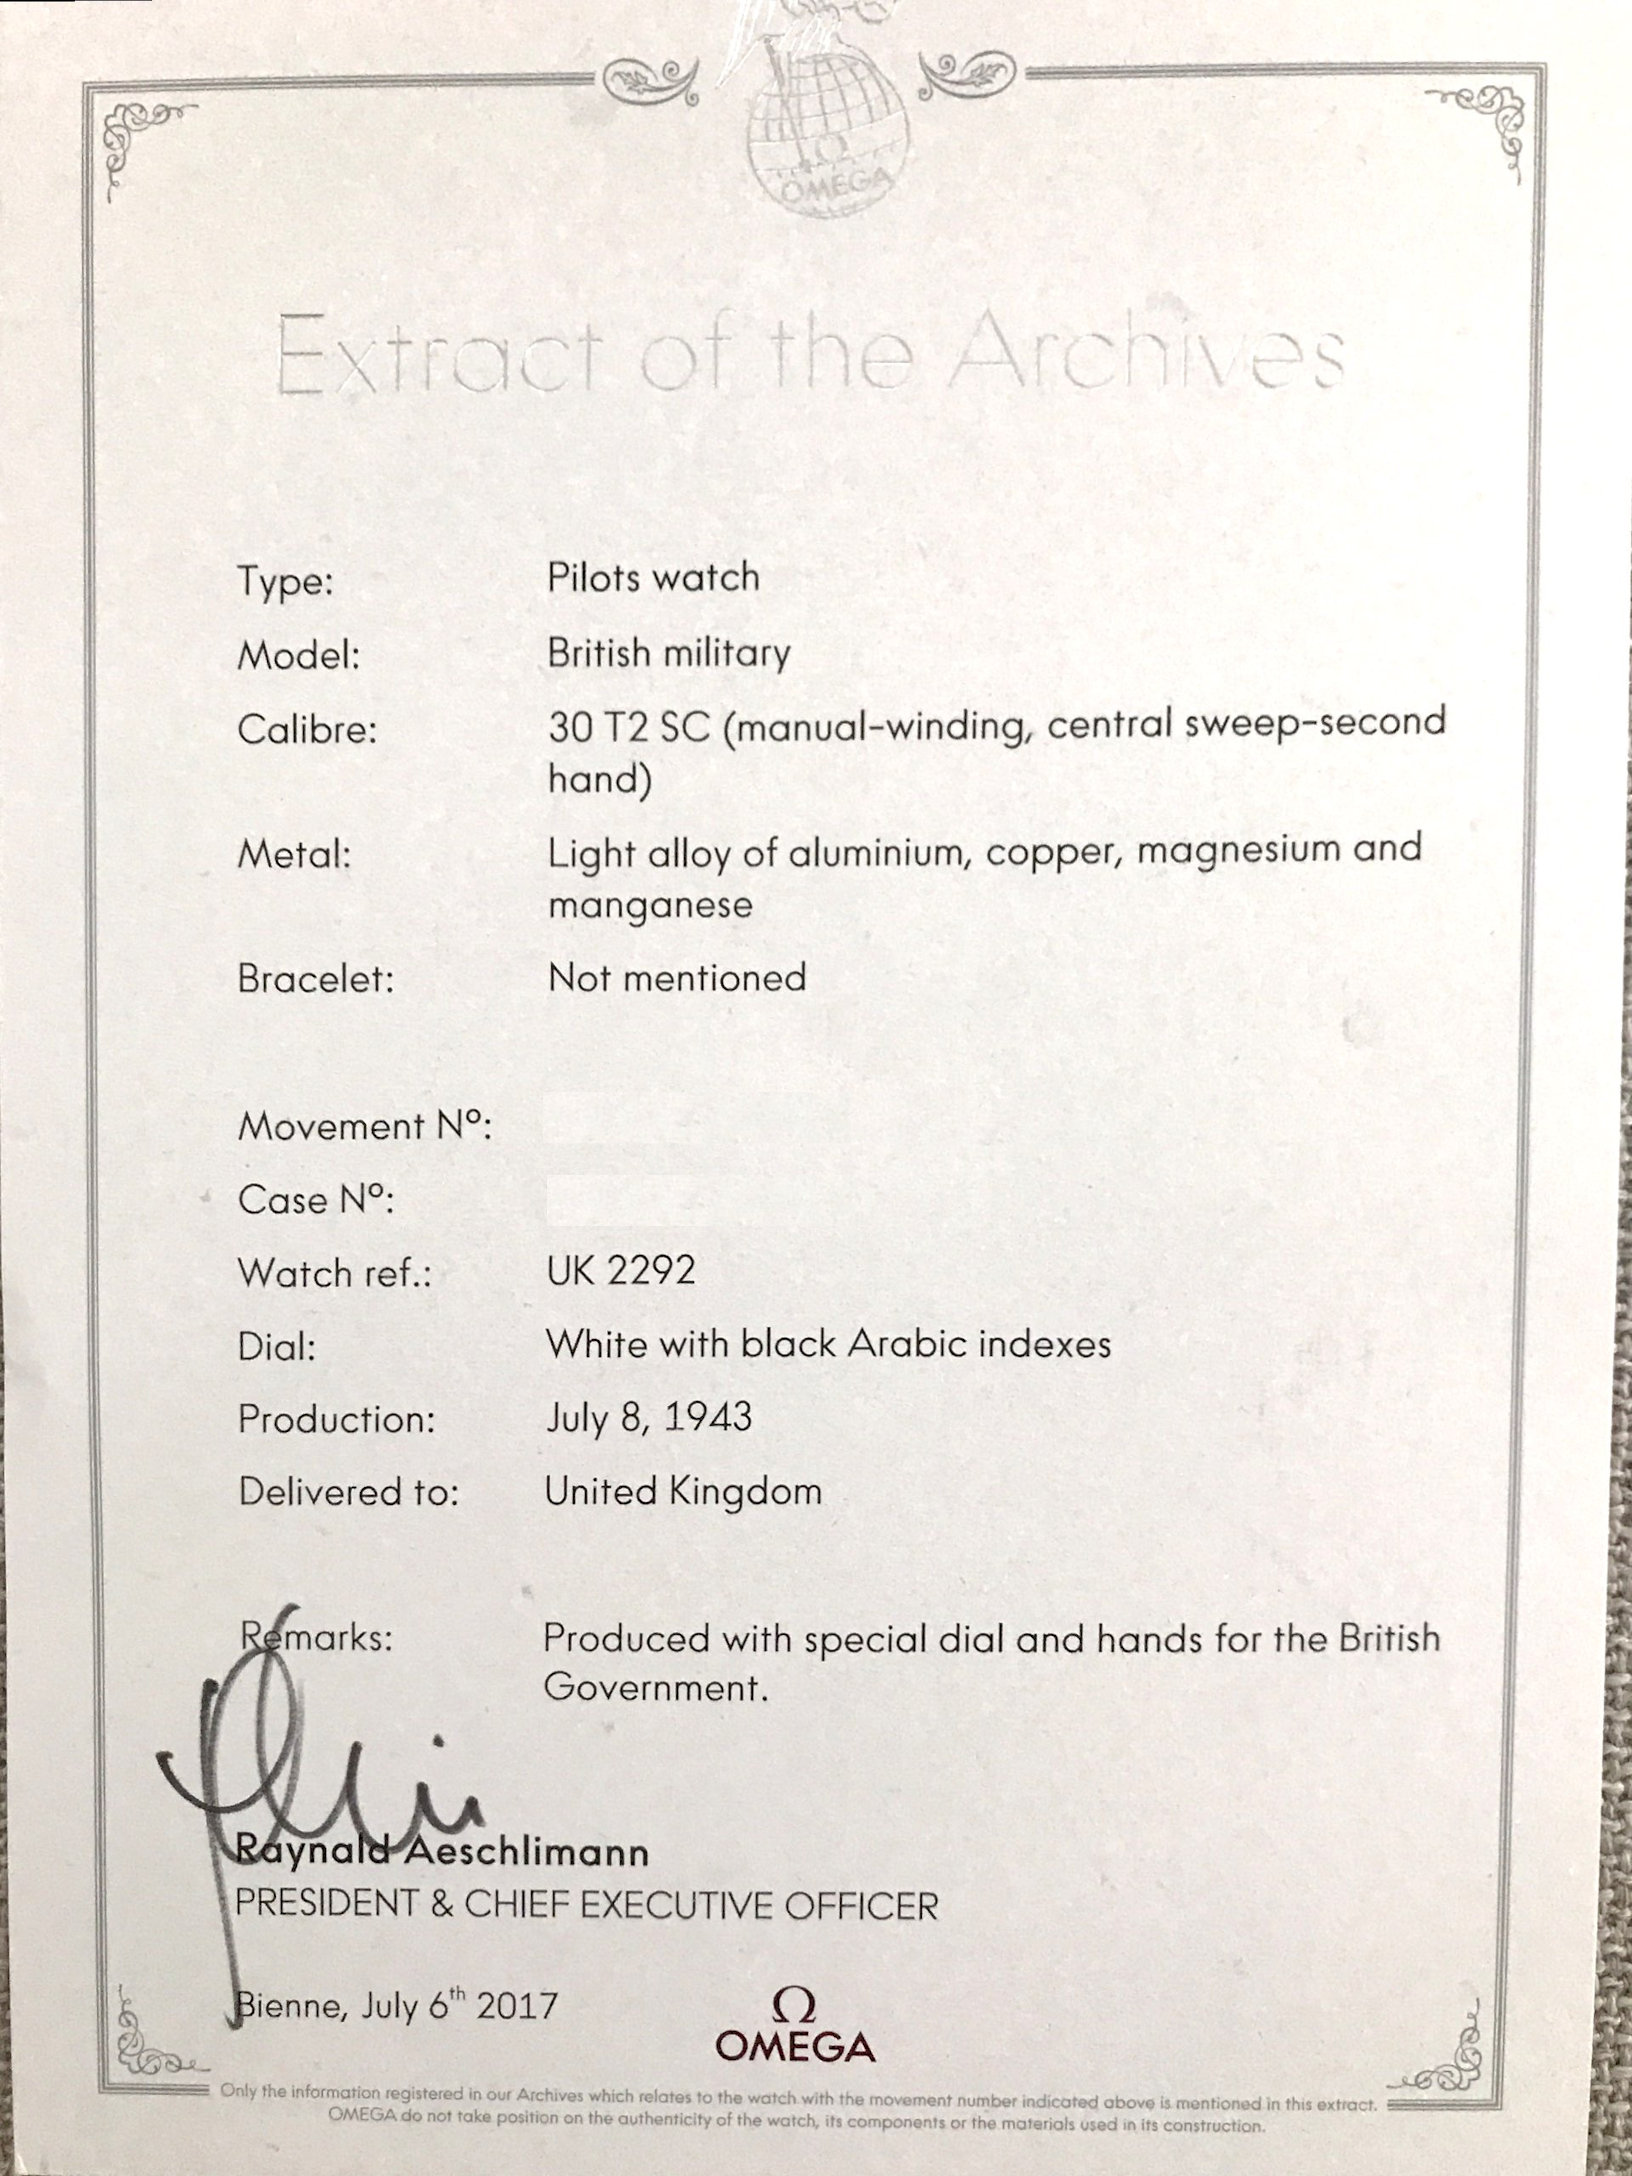 Ω
OMEGA
Extract of the Archives
Type: Pilots watch
Model: British military
Calibre: 30 T2 SC (manual-winding, central sweep-second
hand)
Metal: Light alloy of aluminium, copper, magnesium and
manganese
Bracelet: Not mentioned
Movement Nº:
Case Nº:
Watch ref.: UK 2292
Dial: White with black Arabic indexes
Production: July 8, 1943
Delivered to: United Kingdom
Remarks: Produced with special dial and hands for the British
Government.
Raynald Aeschlimann
PRESIDENT & CHIEF EXECUTIVE OFFICER
Bienne, July 6th 2017
Ω
OMEGA
Only the information registered in our Archives which relates to the watch with the movement number indicated above is mentioned in this extract.
OMEGA do not take position on the authenticity of the watch, its components or the materials used in its construction.